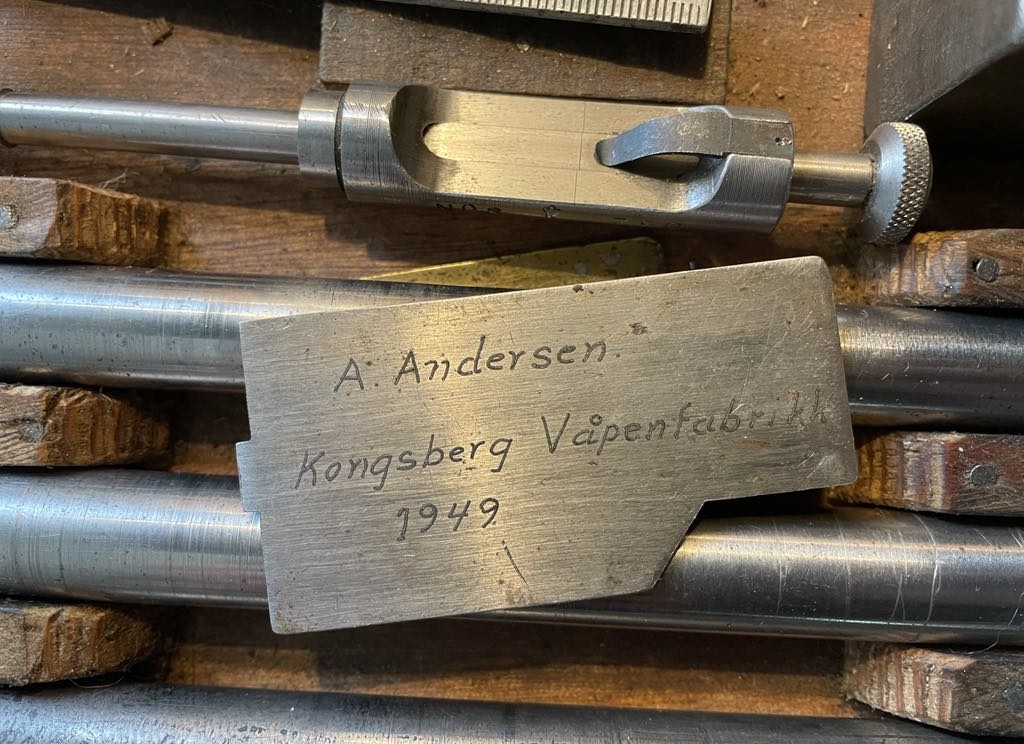 A. Andersen.
Kongsberg Våpenfabrikk
1949